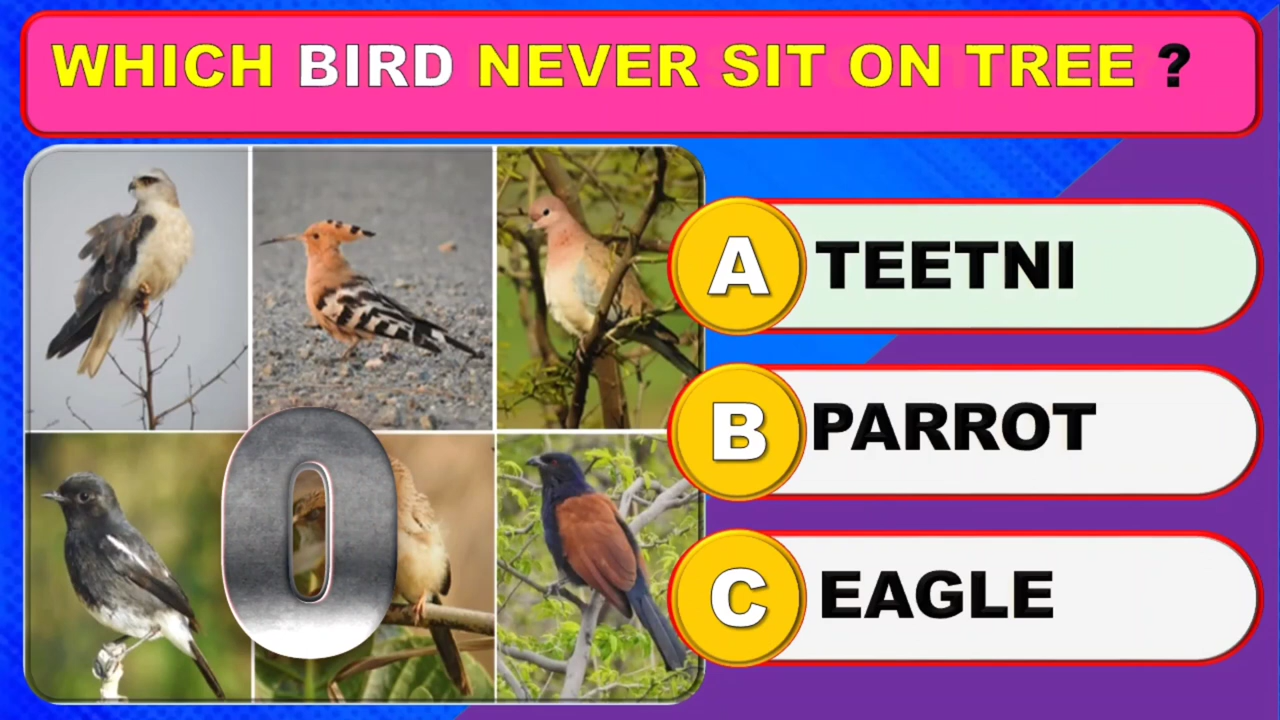 WHICH BIRD NEVER SIT ON TREE ?
A TEETNI
B PARROT
C EAGLE
0